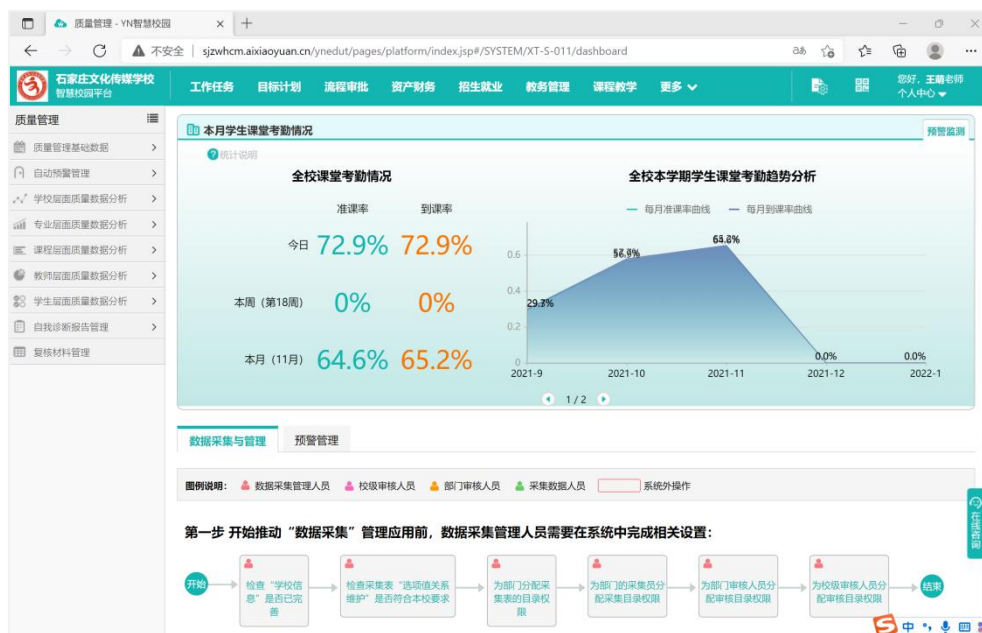 质量管理 - YN智慧校园
不安全 sjzwhcm.aixiaoyuan.cn/ynedut/pages/platform/index.jsp#/SYSTEM/XT-S-011/dashboard
石家庄文化传媒学校
智慧校园平台
工作任务 目标计划 流程审批 资产财务 招生就业 教务管理 课程教学 更多
您好，王萌老师
个人中心
质量管理
质量管理基础数据
自动预警管理
学校层面质量数据分析
专业层面质量数据分析
课程层面质量数据分析
教师层面质量数据分析
学生层面质量数据分析
自我诊断报告管理
复核材料管理
本月学生课堂考勤情况
预警监测
统计说明
全校课堂考勤情况
准课率 到课率
今日 72.9% 72.9%
本周（第18周） 0% 0%
本月（11月） 64.6% 65.2%
全校本学期学生课堂考勤趋势分析
每月准课率曲线 每月到课率曲线
0.6
0.4
0.2
0
29.3%
0.0%
0.0%
2021-9 2021-10 2021-11 2021-12 2022-1
1 / 2
数据采集与管理 预警管理
图例说明： 数据采集管理人员 校级审核人员 部门审核人员 采集数据人员 系统外操作
在线咨询
第一步 开始推动“数据采集”管理应用前，数据采集管理人员需要在系统中完成相关设置：
开始
检查“学校信
息”是否已完
善
检查采集表“选项值关系
维护”是否符合本校要求
为部门分配采
集表的目录权
限
为部门的采集员分
配采集目录权限
为部门审核人员分
配审核目录权限
为校级审核人员分
配审核目录权限
结束
中